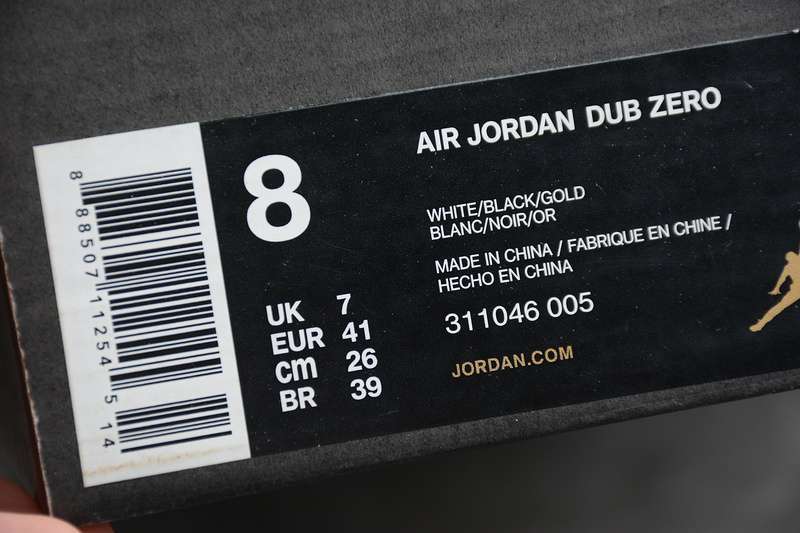 8 88507 11254 5 14
8
UK 7
EUR 41
cm 26
BR 39
AIR JORDAN DUB ZERO
WHITE/BLACK/GOLD
BLANC/NOIR/OR
MADE IN CHINA / FABRIQUE EN CHINE /
HECHO EN CHINA
311046 005
JORDAN.COM